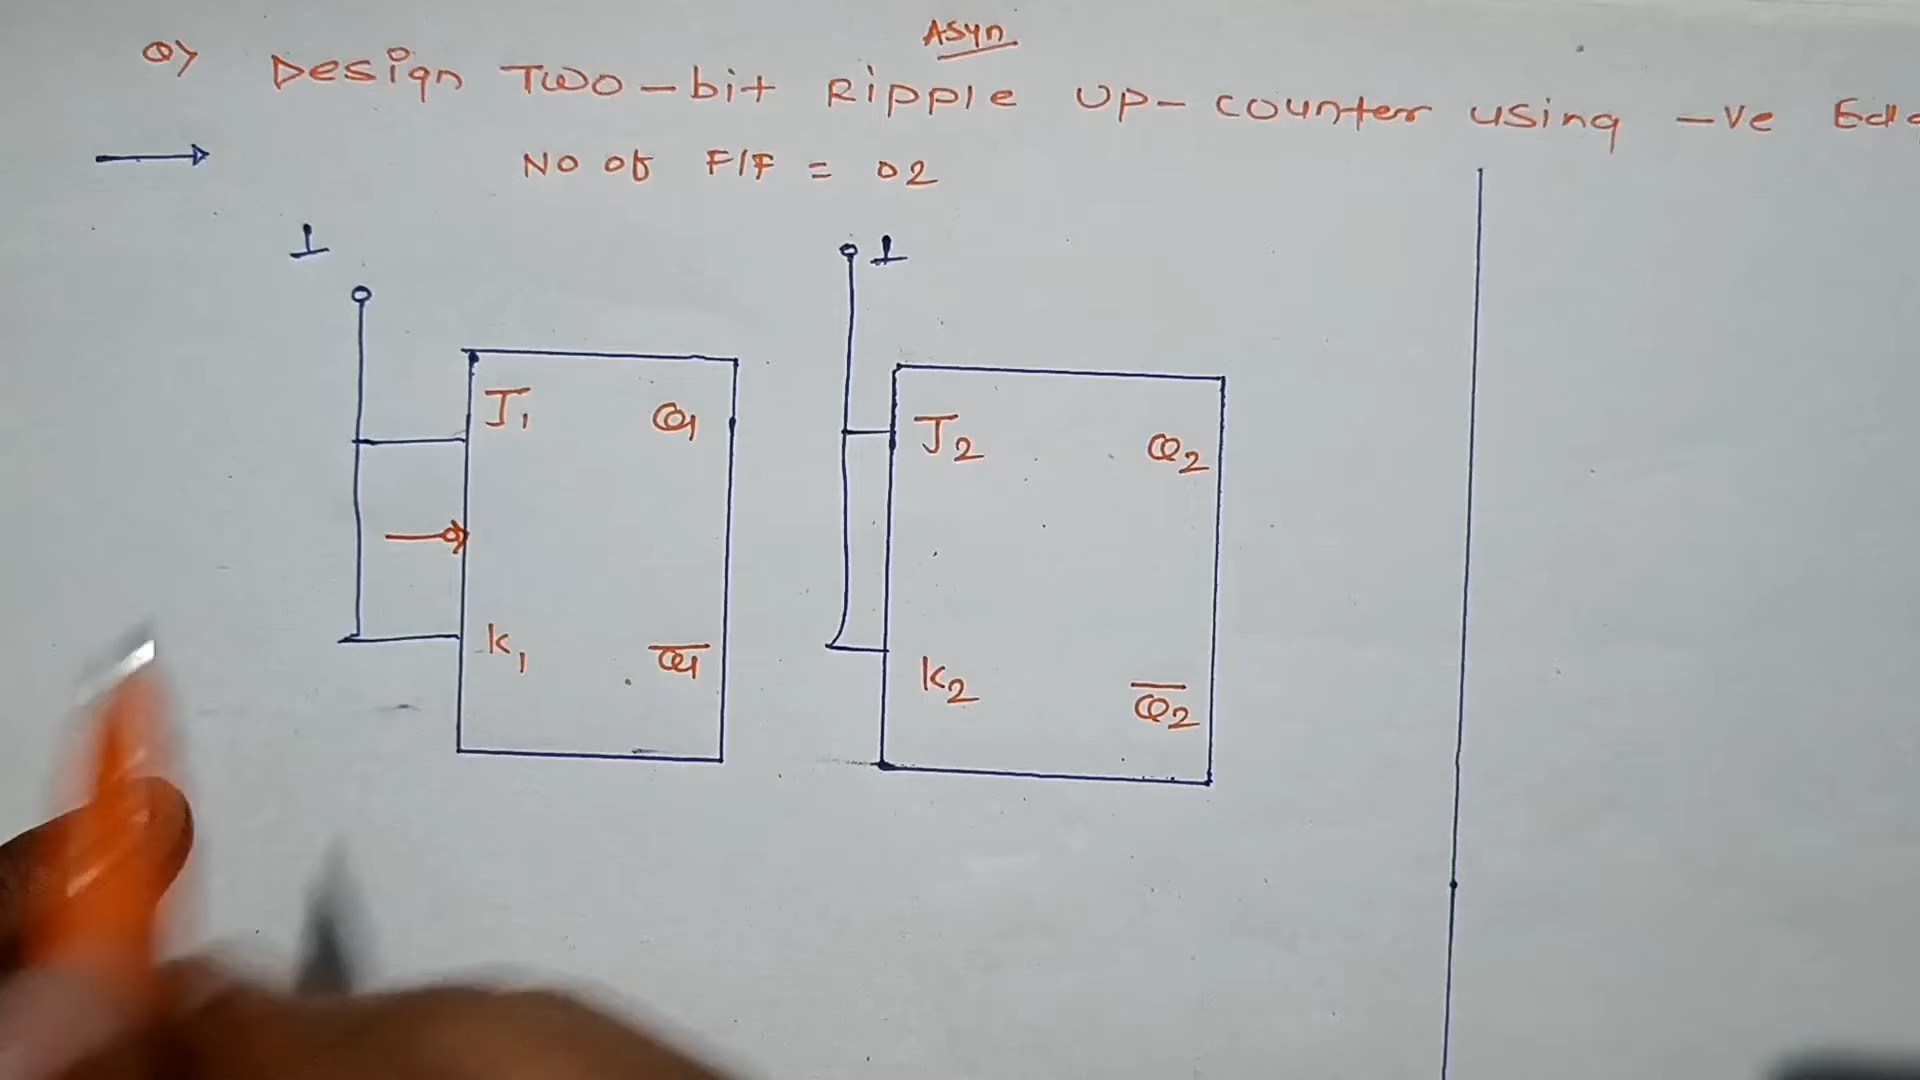 Asyn
Q) Design Two-bit Ripple Up-counter using -ve
No of F/F = 02
1
1
J1 Q1
J2 Q2
K1 Q̅1
K2 Q̅2